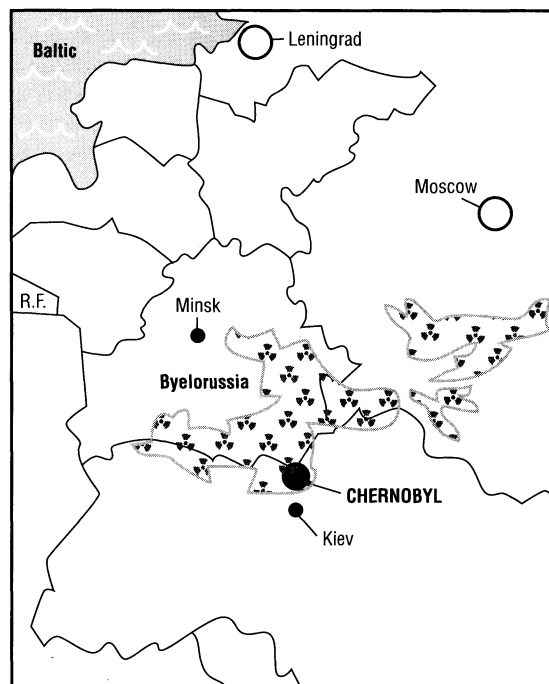 Baltic
Leningrad
Moscow
R.F.
Minsk
Byelorussia
CHERNOBYL
Kiev